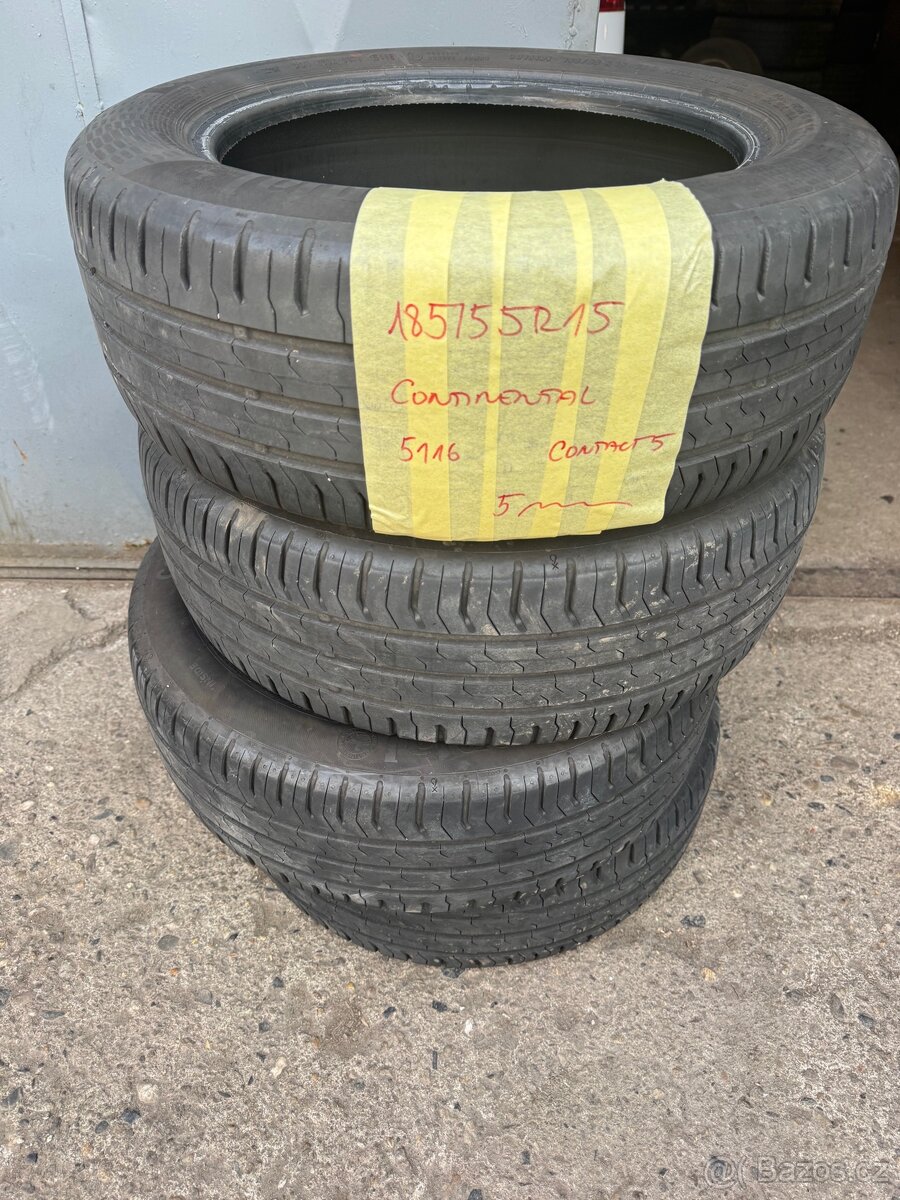 185/55R15
CONTINENTAL
5116 CONTACT5
5mm
Bazos.cz